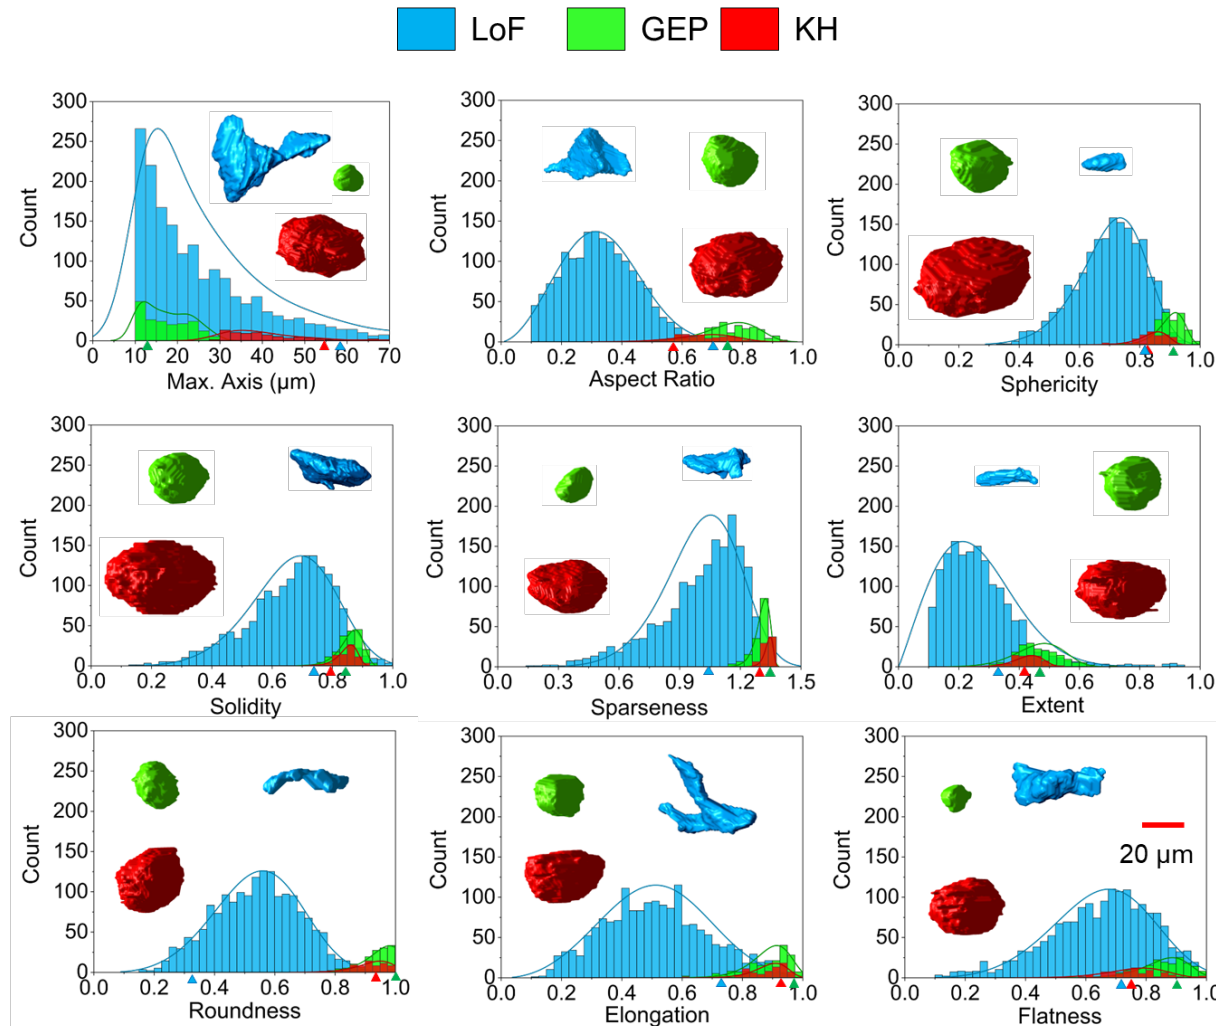 LoF GEP KH
300 300 300
250 250 250
200 200 200
150 150 150
100 100 100
50 50 50
0 0 0
Count Count Count
0 10 20 30 40 50 60 70 0.0 0.2 0.4 0.6 0.8 1.0 0.0 0.2 0.4 0.6 0.8 1.0
Max. Axis (µm) Aspect Ratio Sphericity
300 300 300
250 250 250
200 200 200
150 150 150
100 100 100
50 50 50
0 0 0
Count Count Count
0.0 0.2 0.4 0.6 0.8 1.0 0.0 0.3 0.6 0.9 1.2 1.5 0.0 0.2 0.4 0.6 0.8 1.0
Solidity Sparseness Extent
300 300 300
250 250 250
200 200 200
150 150 150
100 100 100
50 50 50
0 0 0
Count Count Count
20 µm
0.0 0.2 0.4 0.6 0.8 1.0 0.0 0.2 0.4 0.6 0.8 1.0 0.0 0.2 0.4 0.6 0.8 1.0
Roundness Elongation Flatness